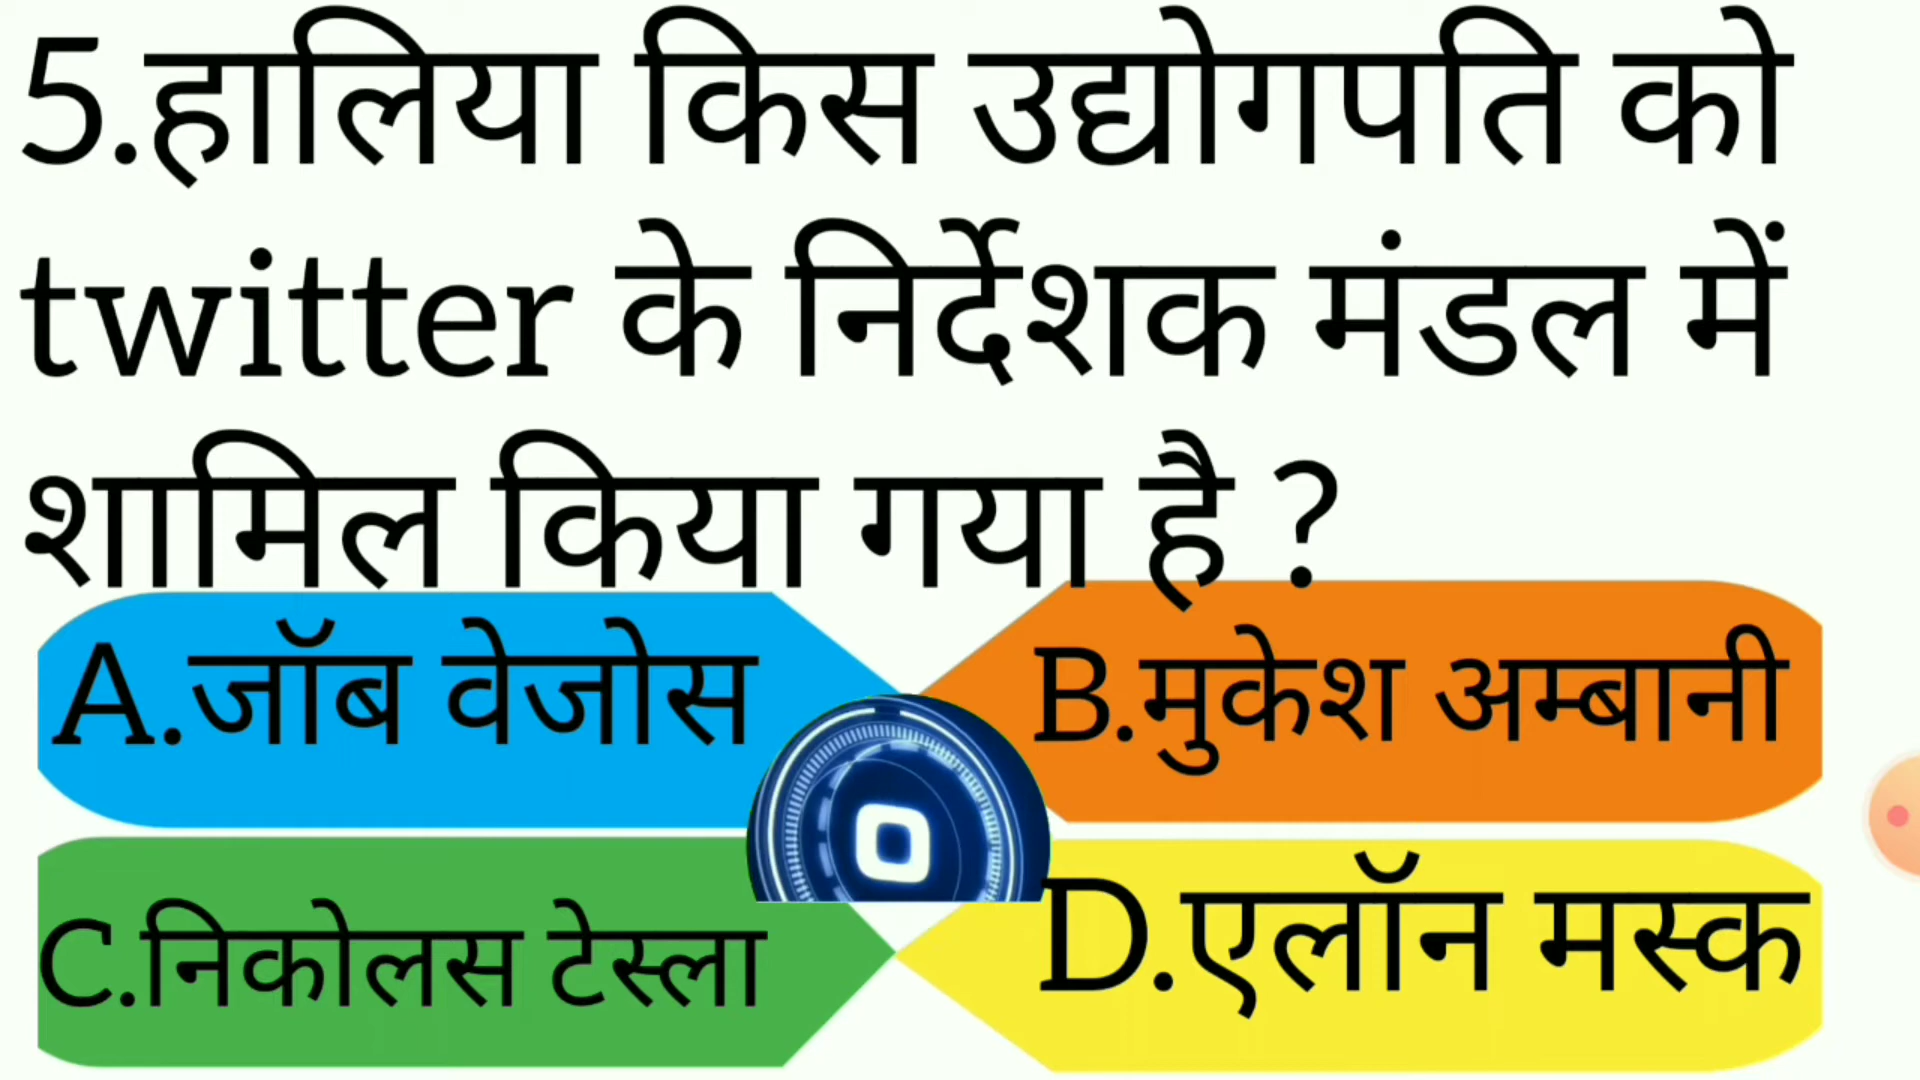 5.हालिया किस उद्योगपति को
twitter के निर्देशक मंडल में
शामिल किया गया है ?
A.जॉब वेजोस
B.मुकेश अम्बानी
C.निकोलस टेस्ला
D.एलॉन मस्क